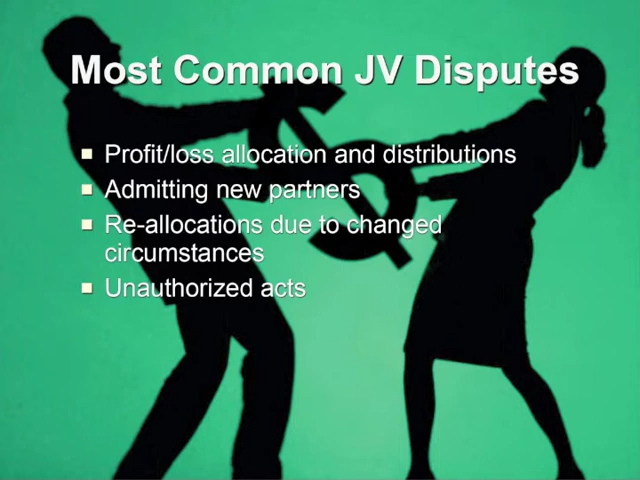 Most Common JV Disputes
Profit/loss allocation and distributions
Admitting new partners
Re-allocations due to changed
circumstances
Unauthorized acts